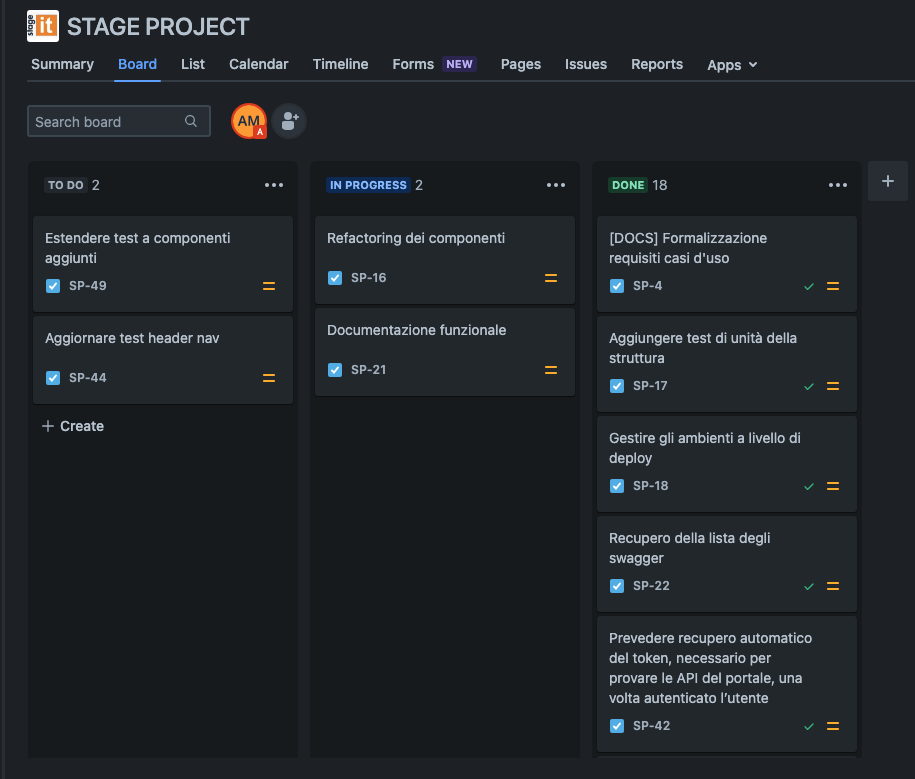 stage it STAGE PROJECT
Summary Board List Calendar Timeline Forms NEW Pages Issues Reports Apps
Search board AM A
TO DO 2
Estendere test a componenti
aggiunti
SP-49
Aggiornare test header nav
SP-44
+ Create
IN PROGRESS 2
Refactoring dei componenti
SP-16
Documentazione funzionale
SP-21
DONE 18
[DOCS] Formalizzazione
requisiti casi d'uso
SP-4
Aggiungere test di unità della
struttura
SP-17
Gestire gli ambienti a livello di
deploy
SP-18
Recupero della lista degli
swagger
SP-22
Prevedere recupero automatico
del token, necessario per
provare le API del portale, una
volta autenticato l’utente
SP-42